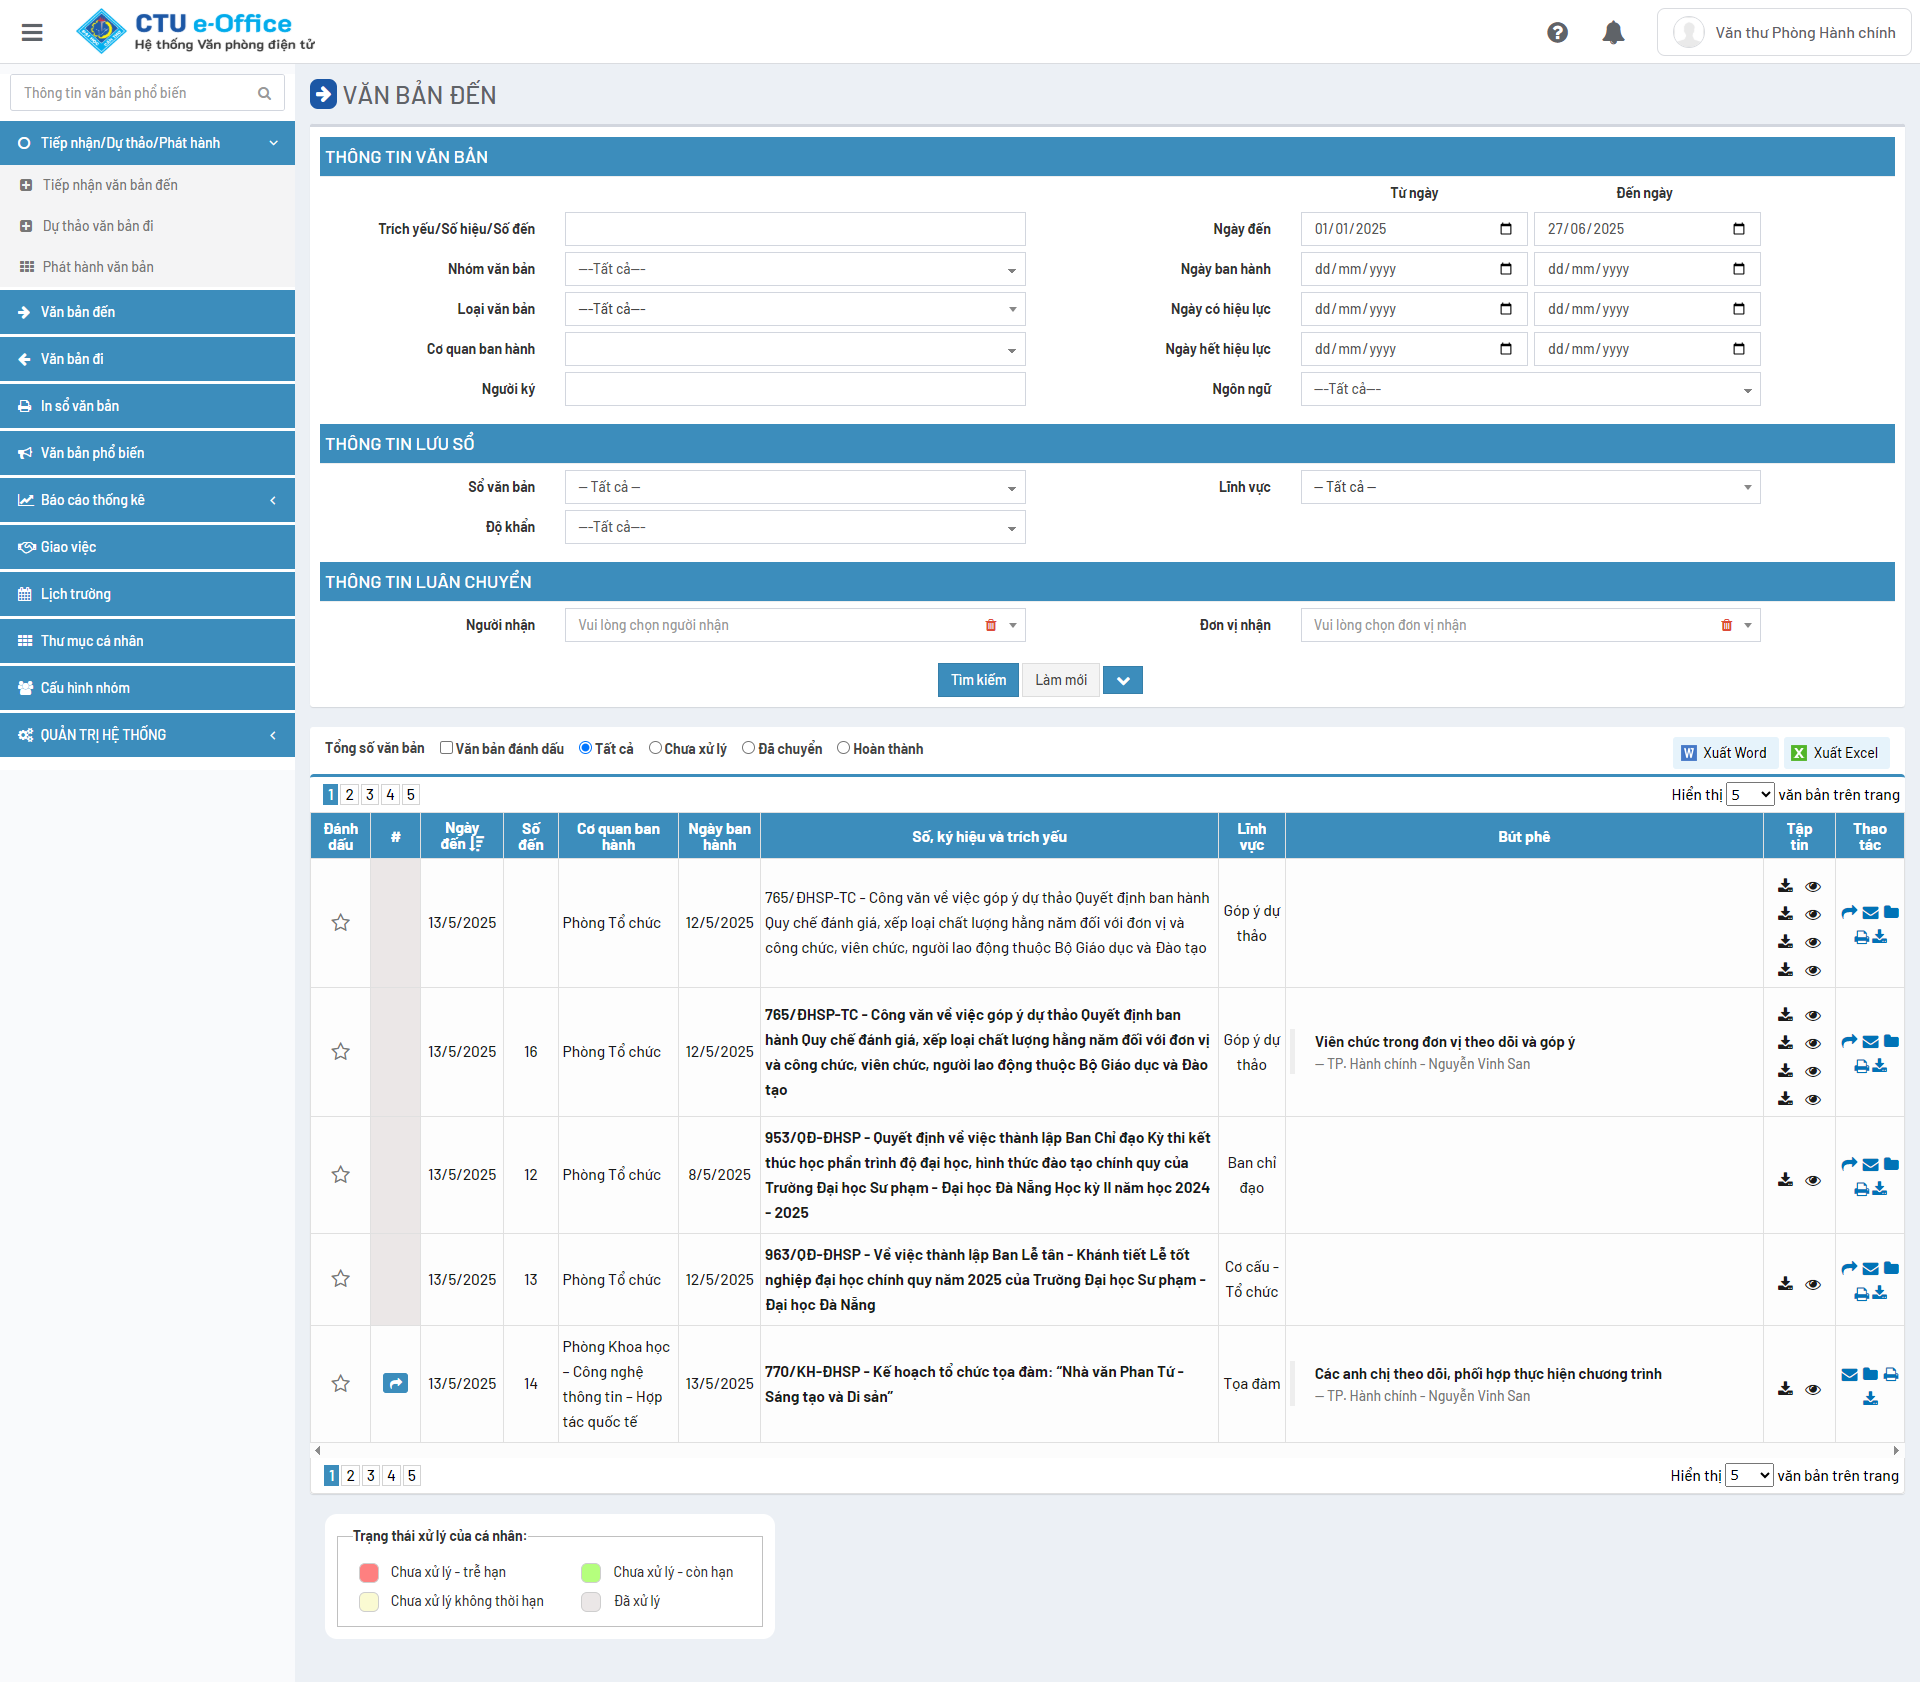 CTU e-Office
Hệ thống Văn phòng điện tử
Văn thư Phòng Hành chính
Thông tin văn bản phổ biến
Tiếp nhận/Dự thảo/Phát hành
Tiếp nhận văn bản đến
Dự thảo văn bản đi
Phát hành văn bản
Văn bản đến
Văn bản đi
In sổ văn bản
Văn bản phổ biến
Báo cáo thống kê
Giao việc
Lịch trường
Thư mục cá nhân
Cấu hình nhóm
QUẢN TRỊ HỆ THỐNG
VĂN BẢN ĐẾN
THÔNG TIN VĂN BẢN
Từ ngày Đến ngày
Trích yếu/Số hiệu/Số đến Ngày đến 01/01/2025 27/06/2025
Nhóm văn bản ---Tất cả--- Ngày ban hành dd/mm/yyyy dd/mm/yyyy
Loại văn bản ---Tất cả--- Ngày có hiệu lực dd/mm/yyyy dd/mm/yyyy
Cơ quan ban hành Ngày hết hiệu lực dd/mm/yyyy dd/mm/yyyy
Người ký Ngôn ngữ ---Tất cả---
THÔNG TIN LƯU SỔ
Sổ văn bản -- Tất cả -- Lĩnh vực -- Tất cả --
Độ khẩn ---Tất cả---
THÔNG TIN LUÂN CHUYỂN
Người nhận Vui lòng chọn người nhận Đơn vị nhận Vui lòng chọn đơn vị nhận
Tìm kiếm Làm mới
Tổng số văn bản Văn bản đánh dấu Tất cả Chưa xử lý Đã chuyển Hoàn thành Xuất Word Xuất Excel
1 2 3 4 5 Hiển thị 5 văn bản trên trang
Đánh dấu # Ngày đến Số đến Cơ quan ban hành Ngày ban hành Số, ký hiệu và trích yếu Lĩnh vực Bút phê Tập tin Thao tác
13/5/2025 Phòng Tổ chức 12/5/2025
765/ĐHSP-TC - Công văn về việc góp ý dự thảo Quyết định ban hành
Quy chế đánh giá, xếp loại chất lượng hằng năm đối với đơn vị và
công chức, viên chức, người lao động thuộc Bộ Giáo dục và Đào tạo
Góp ý dự
thảo
13/5/2025 16 Phòng Tổ chức 12/5/2025
765/ĐHSP-TC - Công văn về việc góp ý dự thảo Quyết định ban
hành Quy chế đánh giá, xếp loại chất lượng hằng năm đối với đơn vị
và công chức, viên chức, người lao động thuộc Bộ Giáo dục và Đào
tạo
Góp ý dự
thảo
Viên chức trong đơn vị theo dõi và góp ý
— TP. Hành chính - Nguyễn Vinh San
13/5/2025 12 Phòng Tổ chức 8/5/2025
953/QĐ-ĐHSP - Quyết định về việc thành lập Ban Chỉ đạo Kỳ thi kết
thúc học phần trình độ đại học, hình thức đào tạo chính quy của
Trường Đại học Sư phạm - Đại học Đà Nẵng Học kỳ II năm học 2024
- 2025
Ban chỉ
đạo
13/5/2025 13 Phòng Tổ chức 12/5/2025
963/QĐ-ĐHSP - Về việc thành lập Ban Lễ tân - Khánh tiết Lễ tốt
nghiệp đại học chính quy năm 2025 của Trường Đại học Sư phạm -
Đại học Đà Nẵng
Cơ cấu -
Tổ chức
13/5/2025 14
Phòng Khoa học
– Công nghệ
thông tin – Hợp
tác quốc tế
13/5/2025
770/KH-ĐHSP - Kế hoạch tổ chức tọa đàm: “Nhà văn Phan Tứ -
Sáng tạo và Di sản”
Tọa đàm
Các anh chị theo dõi, phối hợp thực hiện chương trình
— TP. Hành chính - Nguyễn Vinh San
1 2 3 4 5 Hiển thị 5 văn bản trên trang
Trạng thái xử lý của cá nhân:
Chưa xử lý - trễ hạn Chưa xử lý - còn hạn
Chưa xử lý không thời hạn Đã xử lý